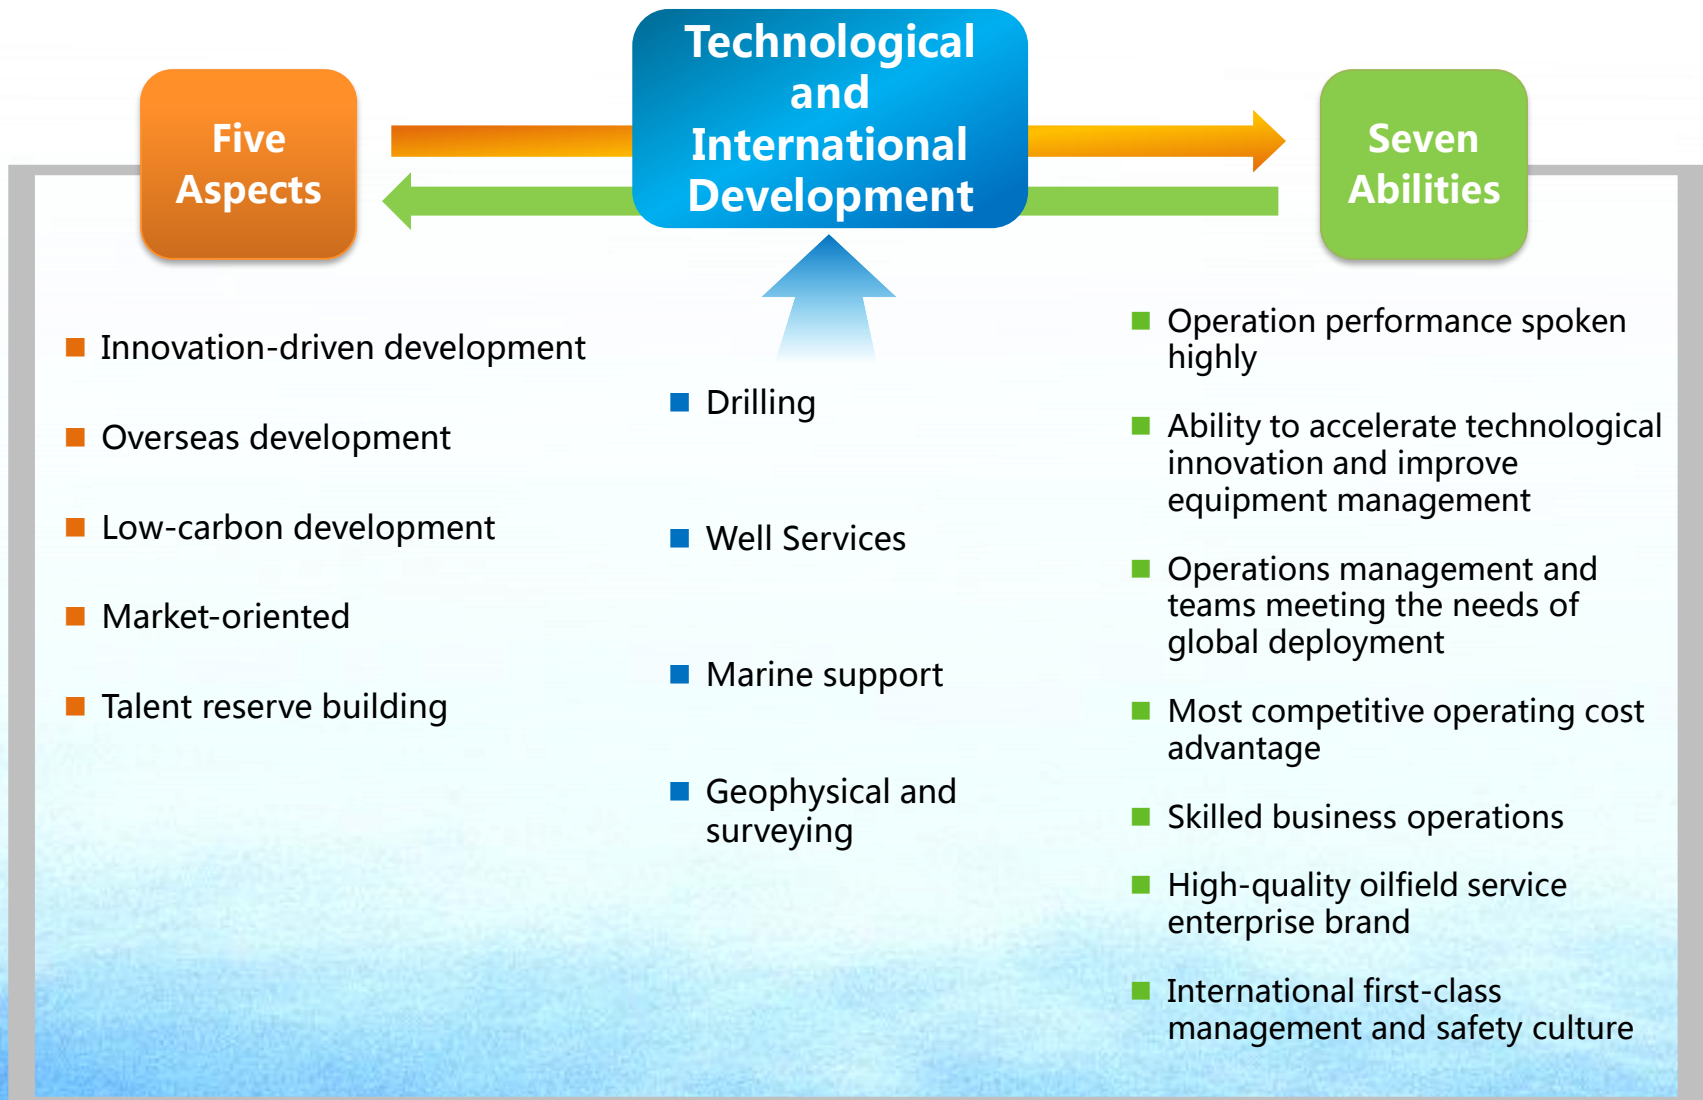 Technological
and
International
Development
Five
Aspects
Seven
Abilities
Innovation-driven development
Overseas development
Low-carbon development
Market-oriented
Talent reserve building
Drilling
Well Services
Marine support
Geophysical and
surveying
Operation performance spoken
highly
Ability to accelerate technological
innovation and improve
equipment management
Operations management and
teams meeting the needs of
global deployment
Most competitive operating cost
advantage
Skilled business operations
High-quality oilfield service
enterprise brand
International first-class
management and safety culture